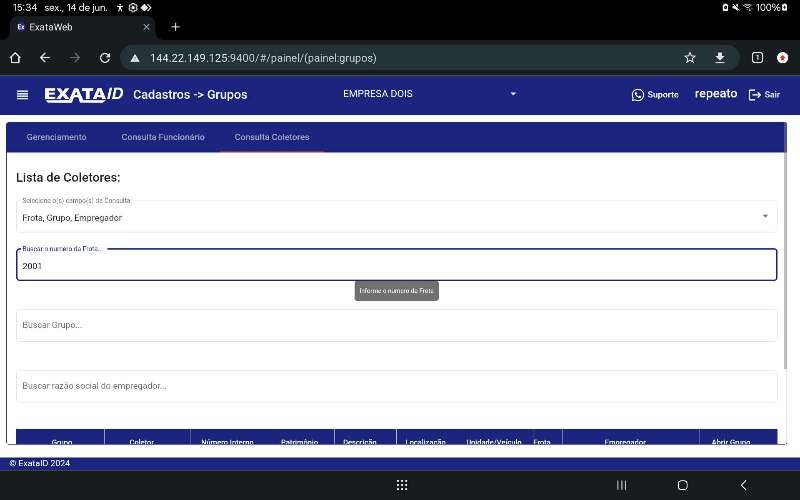 15:34 sex., 14 de jun. 100%
Ex ExataWeb
144.22.149.125:9400/#/painel/(painel:grupos) 1
EXATAID Cadastros -> Grupos EMPRESA DOIS Suporte repeato Sair
Gerenciamento Consulta Funcionário Consulta Coletores
Lista de Coletores:
Selecione o(s) campo(s) da Consulta
Frota, Grupo, Empregador
Buscar o numero da Frota...
2001
Informe o numero da Frota
Buscar Grupo...
Buscar razão social do empregador...
Grupo Coletor Número Interno Patrimônio Descrição Localização Unidade/Veículo Frota Empregador Abrir Grupo
© ExataID 2024